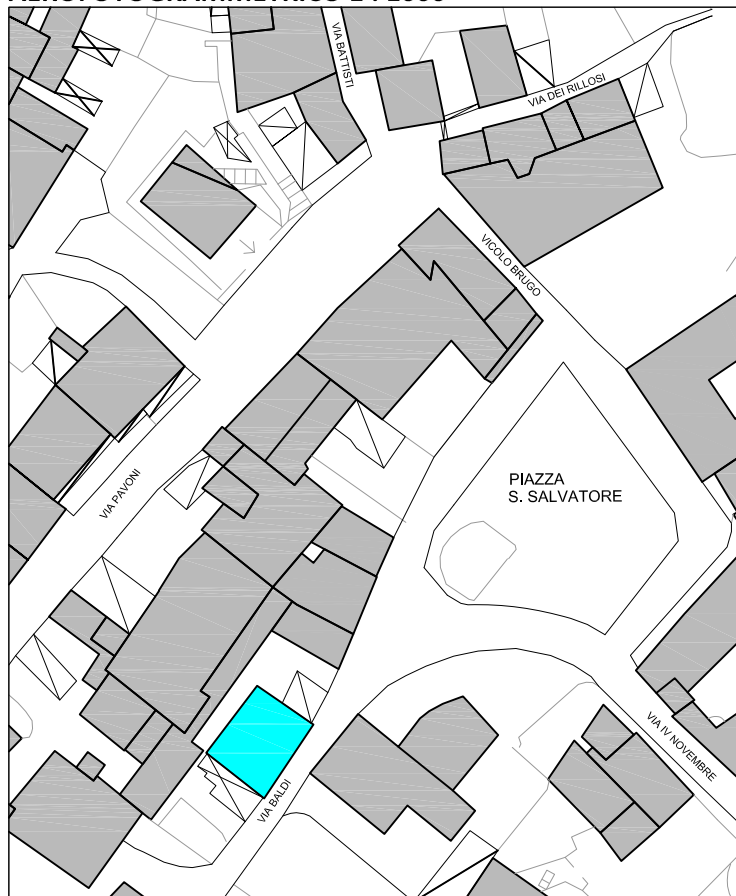 VIA BATTISTI
VIA DEI RILLOSI
VICOLO BRUGO
PIAZZA
S. SALVATORE
VIA PAVONI
VIA IV NOVEMBRE
VIA BALDI